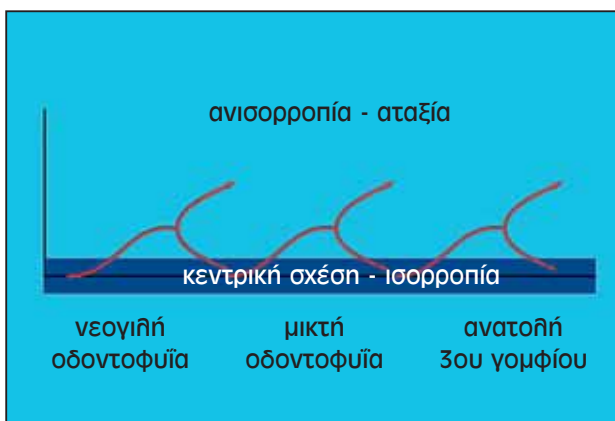 ανισορροπία - αταξία
κεντρική σχέση - ισορροπία
νεογιλή
οδοντοφυΐα
μικτή
οδοντοφυΐα
ανατολή
3ου γομφίου